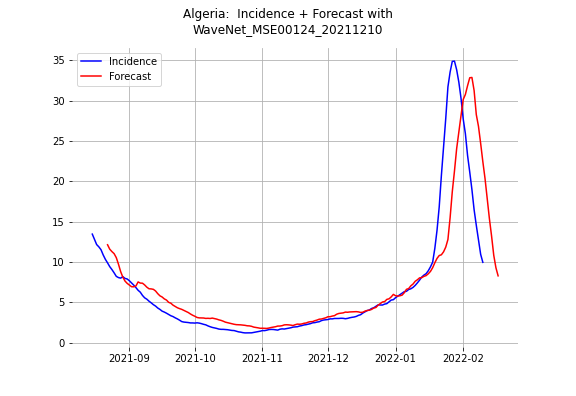 Algeria:  Incidence + Forecast with
WaveNet_MSE00124_20211210
Incidence
Forecast
35
30
25
20
15
10
5
0
2021-09 2021-10 2021-11 2021-12 2022-01 2022-02